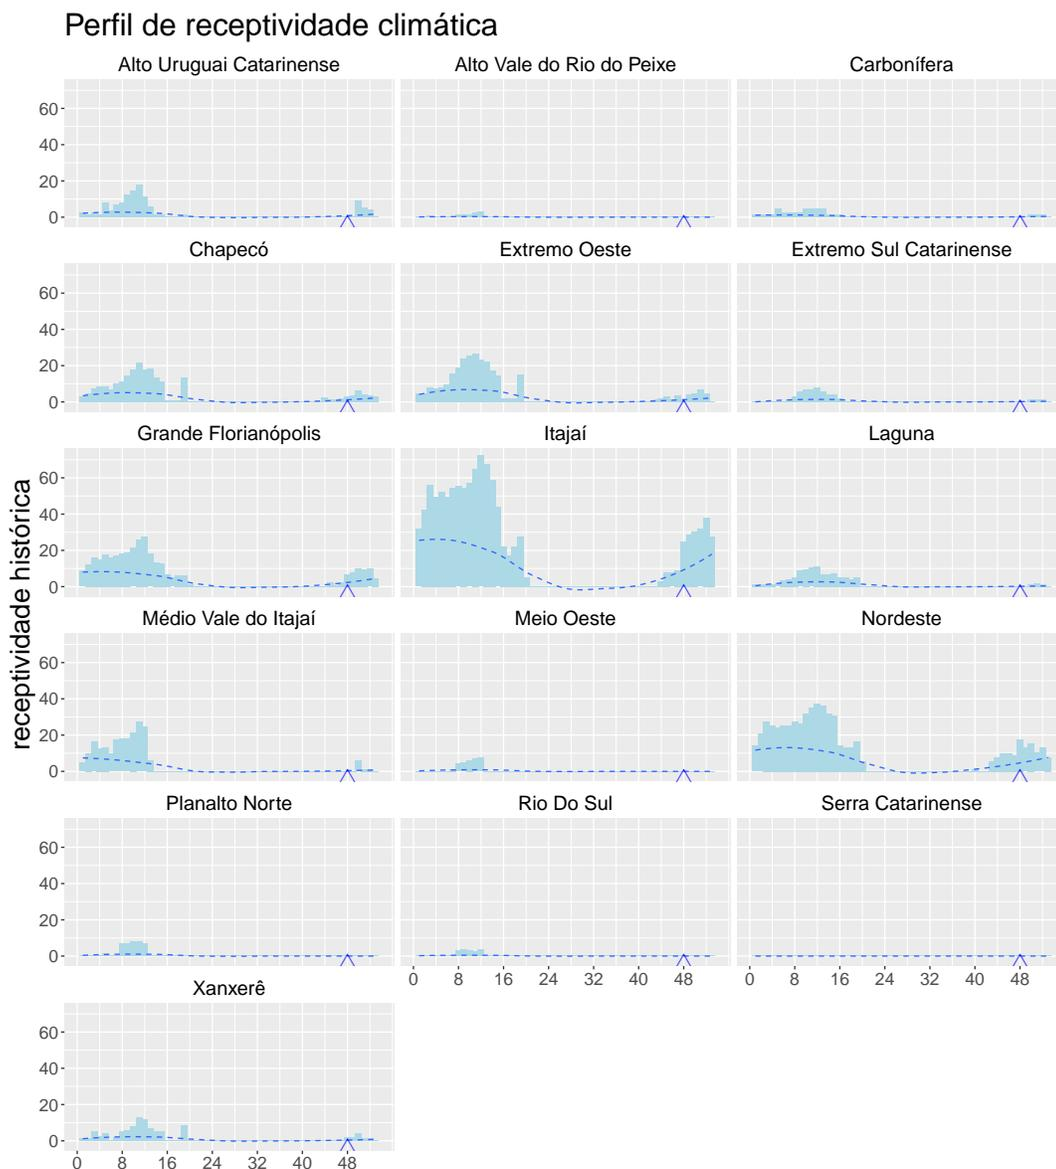 Perfil de receptividade climática
Alto Uruguai Catarinense
Alto Vale do Rio do Peixe
Carbonífera
60
40
20
0
Chapecó
Extremo Oeste
Extremo Sul Catarinense
60
40
20
0
Grande Florianópolis
Itajaí
Laguna
60
40
20
0
receptividade histórica
Médio Vale do Itajaí
Meio Oeste
Nordeste
60
40
20
0
Planalto Norte
Rio Do Sul
Serra Catarinense
60
40
20
0
0 8 16 24 32 40 48
0 8 16 24 32 40 48
Xanxerê
60
40
20
0
0 8 16 24 32 40 48